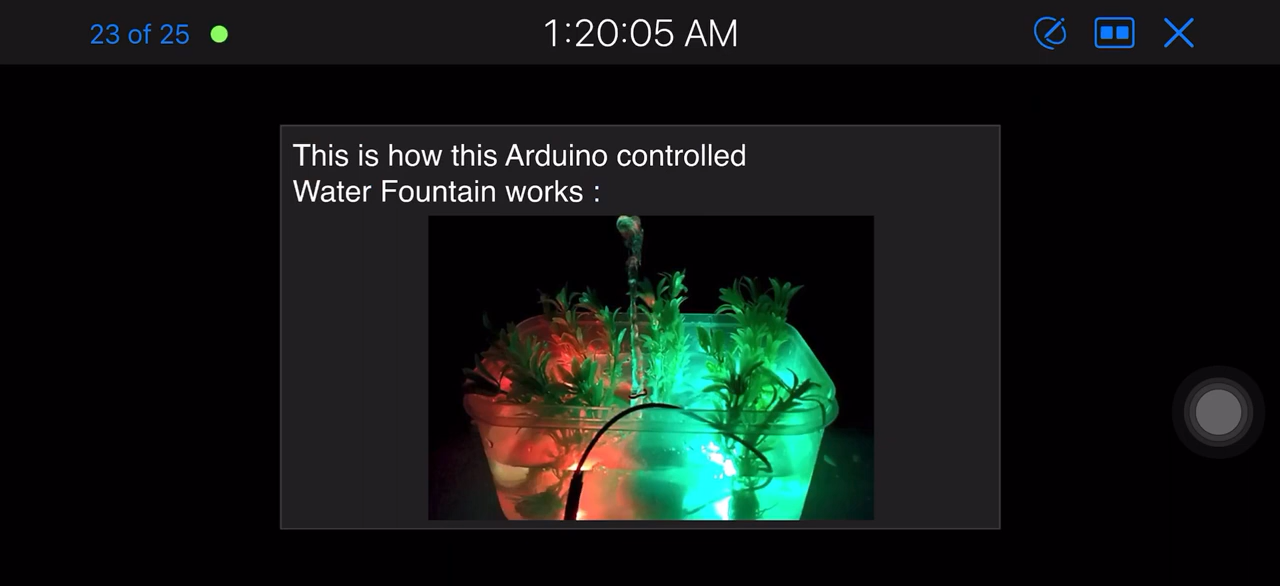 23 of 25
1:20:05 AM
This is how this Arduino controlled
Water Fountain works :